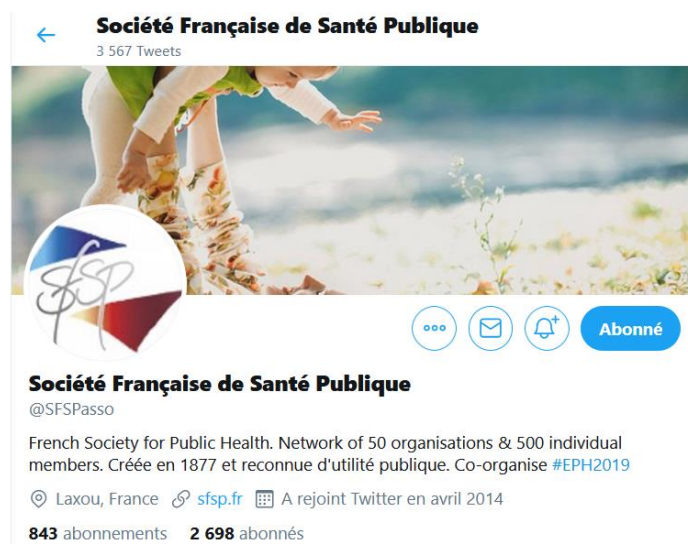 Société Française de Santé Publique
3 567 Tweets
SFSP
Abonné
Société Française de Santé Publique
@SFSPasso
French Society for Public Health. Network of 50 organisations & 500 individual
members. Créée en 1877 et reconnue d'utilité publique. Co-organise #EPH2019
Laxou, France sfsp.fr A rejoint Twitter en avril 2014
843 abonnements 2 698 abonnés